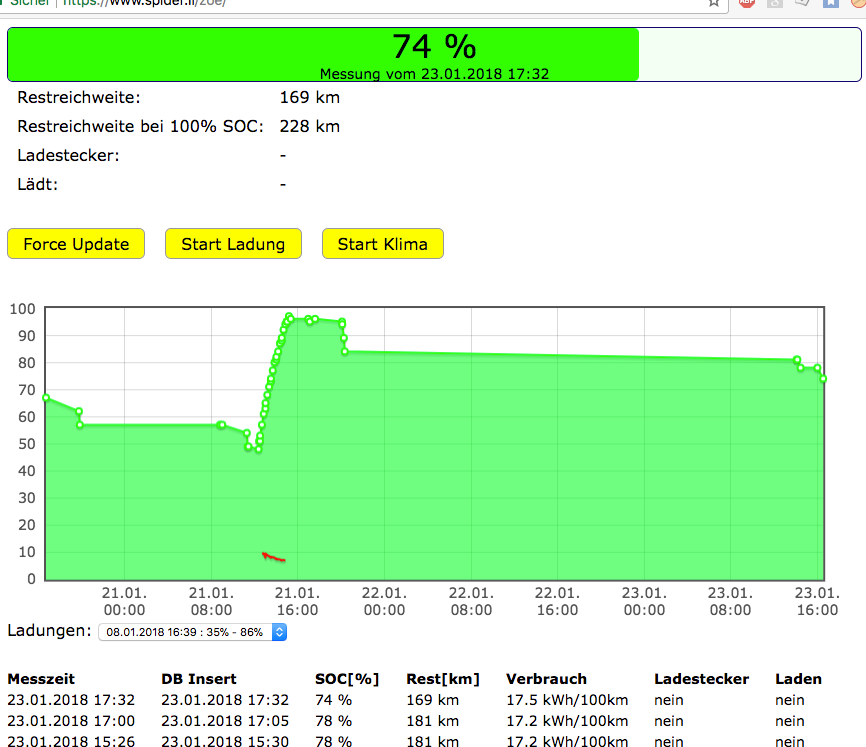 Sicher https://www.spider.li/zoe/
74 %
Messung vom 23.01.2018 17:32
Restreichweite: 169 km
Restreichweite bei 100% SOC: 228 km
Ladestecker: -
Lädt: -
Force Update Start Ladung Start Klima
100
90
80
70
60
50
40
30
20
10
0
21.01. 21.01. 21.01. 22.01. 22.01. 22.01. 23.01. 23.01. 23.01.
00:00 08:00 16:00 00:00 08:00 16:00 00:00 08:00 16:00
Ladungen: 08.01.2018 16:39 : 35% - 86%
Messzeit DB Insert SOC[%] Rest[km] Verbrauch Ladestecker Laden
23.01.2018 17:32 23.01.2018 17:32 74 % 169 km 17.5 kWh/100km nein nein
23.01.2018 17:00 23.01.2018 17:05 78 % 181 km 17.2 kWh/100km nein nein
23.01.2018 15:26 23.01.2018 15:30 78 % 181 km 17.2 kWh/100km nein nein